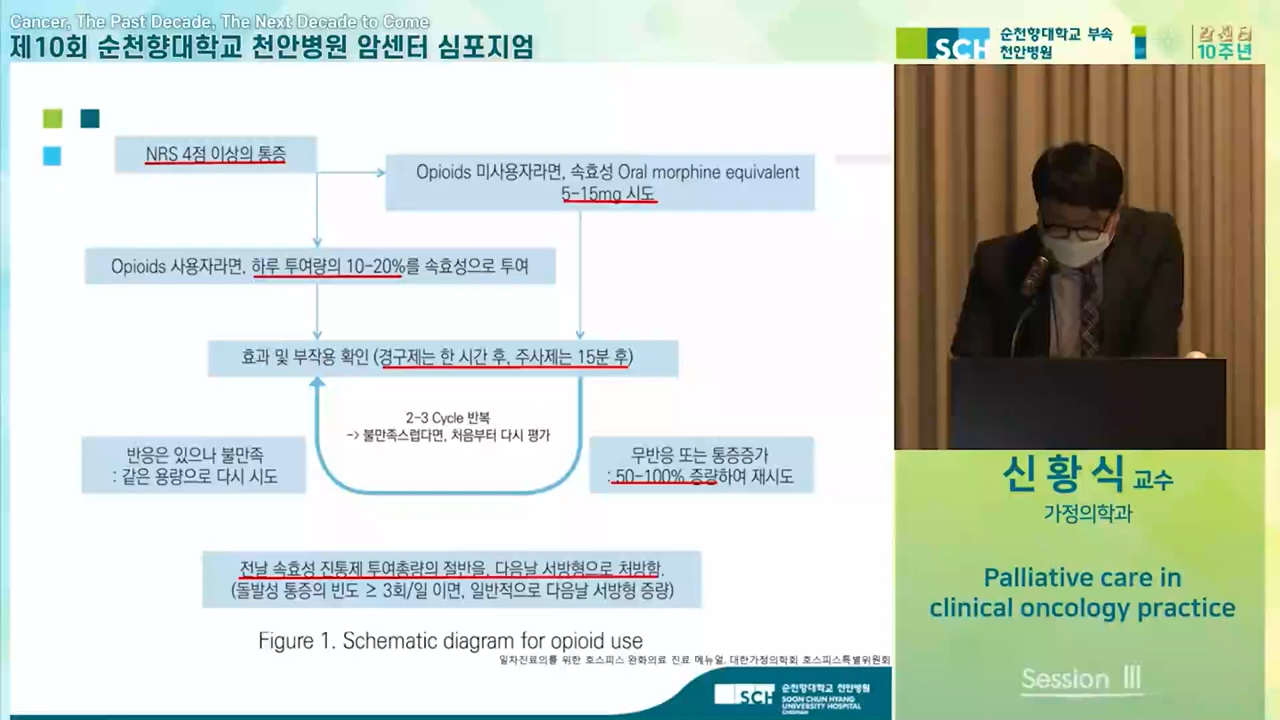 Cancer, The Past Decade, The Next Decade to Come
제10회 순천향대학교 천안병원 암센터 심포지엄
SCH
순천향대학교 부속
천안병원
암센터
10주년
NRS 4점 이상의 통증
Opioids 미사용자라면, 속효성 Oral morphine equivalent
5-15mg 시도
Opioids 사용자라면, 하루 투여량의 10-20%를 속효성으로 투여
효과 및 부작용 확인 (경구제는 한 시간 후, 주사제는 15분 후)
2-3 Cycle 반복
-> 불만족스럽다면, 처음부터 다시 평가
반응은 있으나 불만족
: 같은 용량으로 다시 시도
무반응 또는 통증증가
: 50-100% 증량하여 재시도
전날 속효성 진통제 투여총량의 절반을, 다음날 서방형으로 처방함.
(돌발성 통증의 빈도 ≥ 3회/일 이면, 일반적으로 다음날 서방형 증량)
Figure 1. Schematic diagram for opioid use
일차진료의를 위한 호스피스 완화의료 진료 메뉴얼. 대한가정의학회 호스피스특별위원회
SCH
순천향대학교 천안병원
SOON CHUN HYANG
UNIVERSITY HOSPITAL
CHEONAN
신황식 교수
가정의학과
Palliative care in
clinical oncology practice
Session Ⅲ